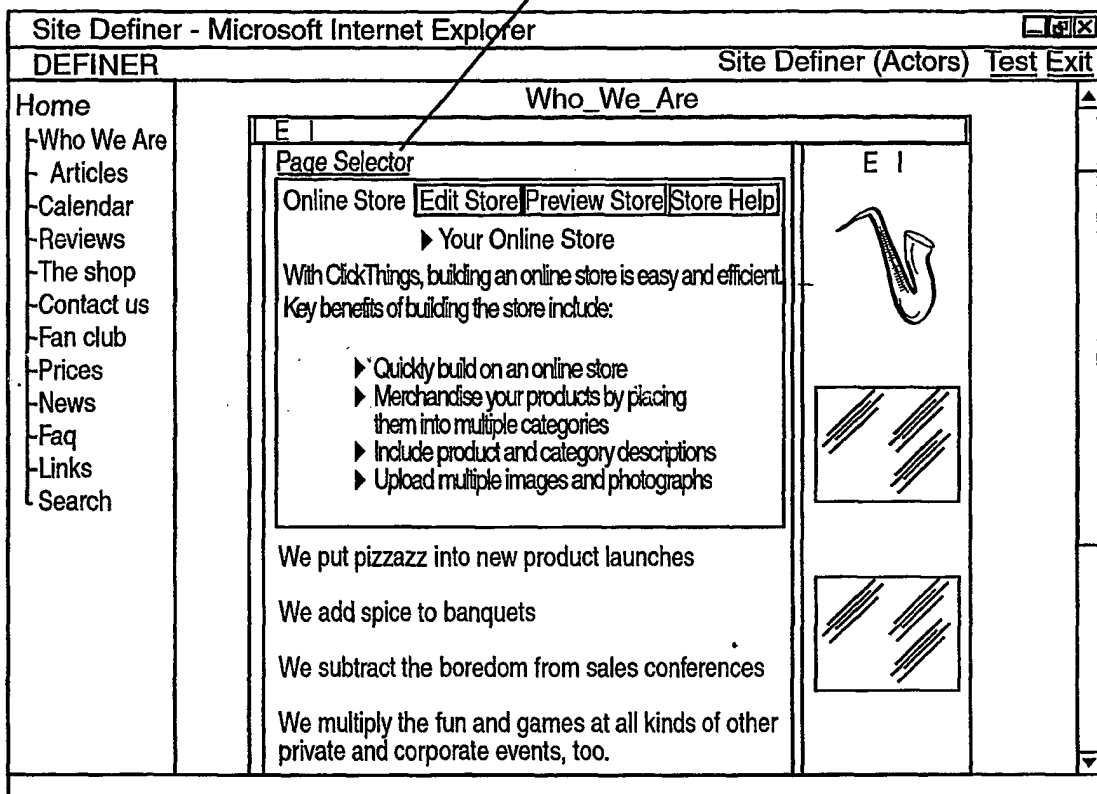 Site Definer - Microsoft Internet Explorer
DEFINER
Site Definer (Actors) Test Exit
Home
Who We Are
Articles
Calendar
Reviews
The shop
Contact us
Fan club
Prices
News
Faq
Links
Search
Who_We_Are
E I
Page Selector
Online Store Edit Store Preview Store Store Help
Your Online Store
With ClickThings, building an online store is easy and efficient.
Key benefits of building the store include:
Quickly build on an online store
Merchandise your products by placing
them into multiple categories
Include product and category descriptions
Upload multiple images and photographs
We put pizzazz into new product launches
We add spice to banquets
We subtract the boredom from sales conferences
We multiply the fun and games at all kinds of other
private and corporate events, too.
E I